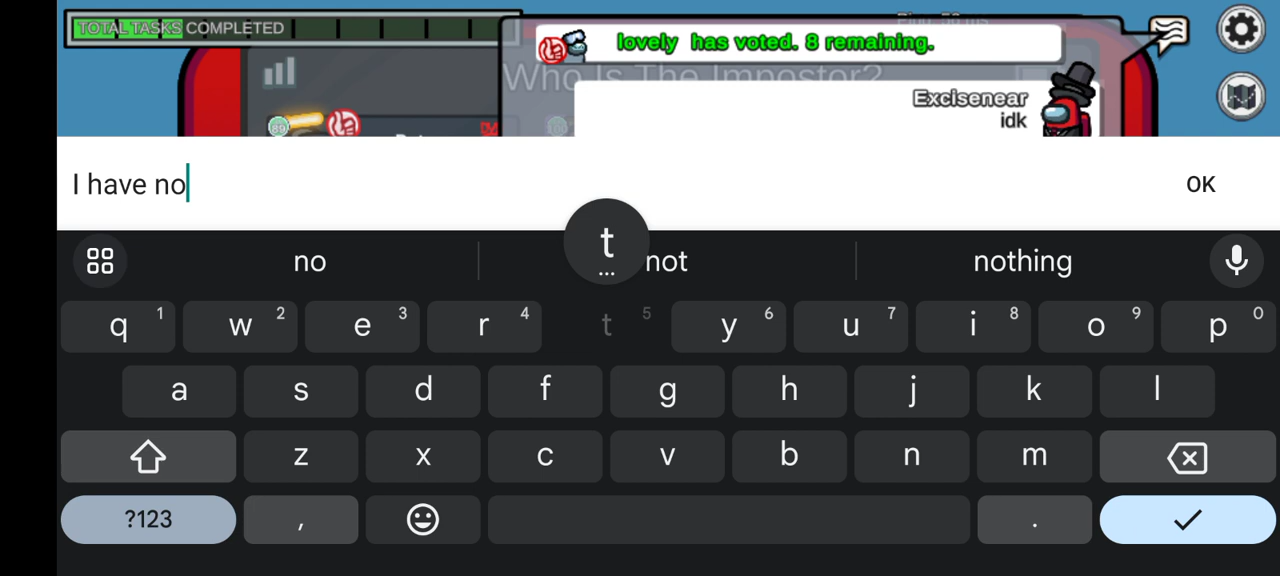 TOTAL TASKS COMPLETED
lovely has voted. 8 remaining.
Who Is The Impostor?
Excisenear
idk
I have no
OK
t
...
no
not
nothing
q 1 w 2 e 3 r 4 t 5 y 6 u 7 i 8 o 9 p 0
a s d f g h j k l
z x c v b n m
?123 , .